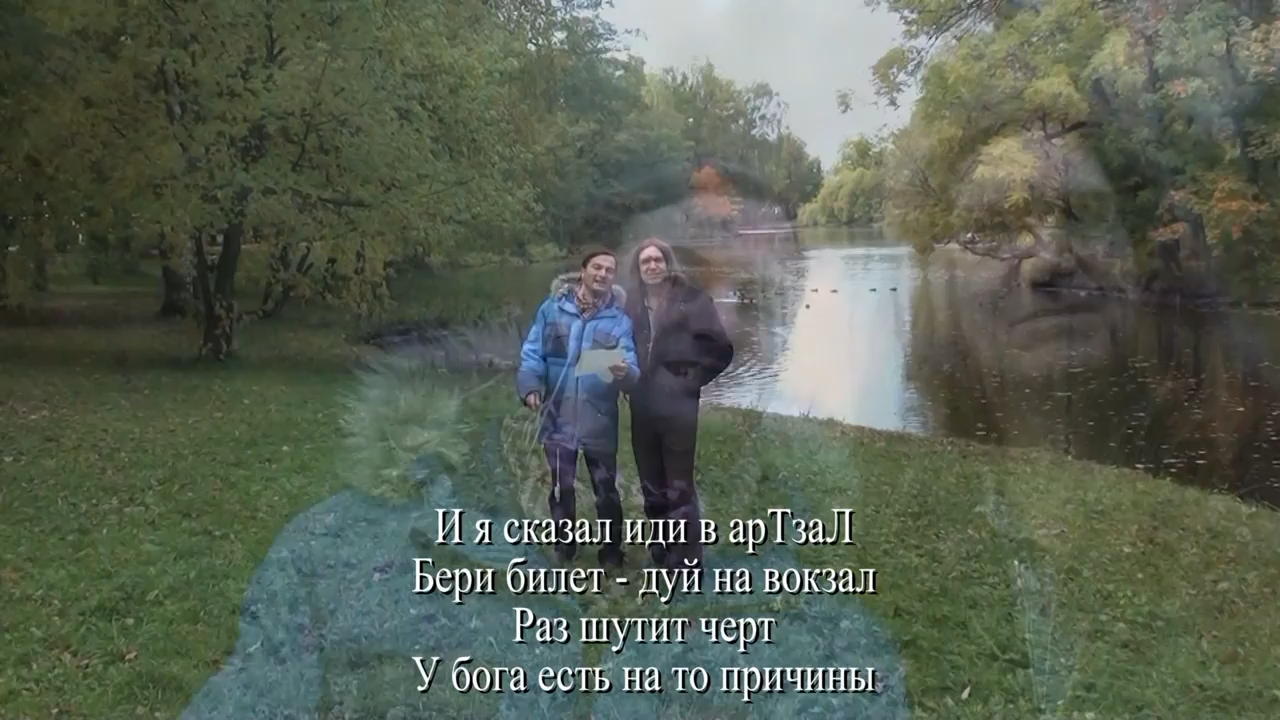 И я сказал иди в арТзаЛ
Бери билет - дуй на вокзал
Раз шутит черт
У бога есть на то причины